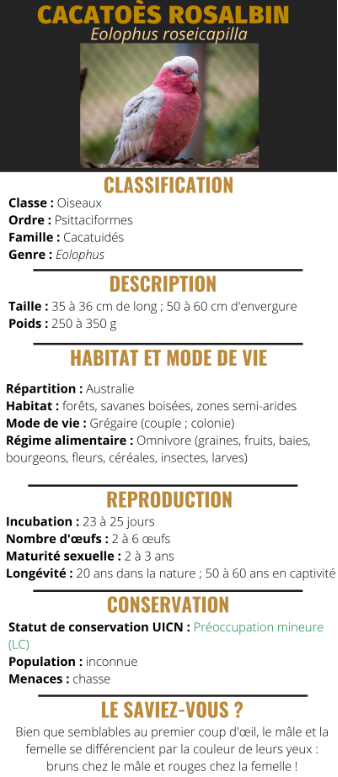 CACATOÈS ROSALBIN
Eolophus roseicapilla
CLASSIFICATION
Classe : Oiseaux
Ordre : Psittaciformes
Famille : Cacatuidés
Genre : Eolophus
DESCRIPTION
Taille : 35 à 36 cm de long ; 50 à 60 cm d'envergure
Poids : 250 à 350 g
HABITAT ET MODE DE VIE
Répartition : Australie
Habitat : forêts, savanes boisées, zones semi-arides
Mode de vie : Grégaire (couple ; colonie)
Régime alimentaire : Omnivore (graines, fruits, baies,
bourgeons, fleurs, céréales, insectes, larves)
REPRODUCTION
Incubation : 23 à 25 jours
Nombre d'œufs : 2 à 6 œufs
Maturité sexuelle : 2 à 3 ans
Longévité : 20 ans dans la nature ; 50 à 60 ans en captivité
CONSERVATION
Statut de conservation UICN : Préoccupation mineure
(LC)
Population : inconnue
Menaces : chasse
LE SAVIEZ-VOUS ?
Bien que semblables au premier coup d'œil, le mâle et la
femelle se différencient par la couleur de leurs yeux :
bruns chez le mâle et rouges chez la femelle !